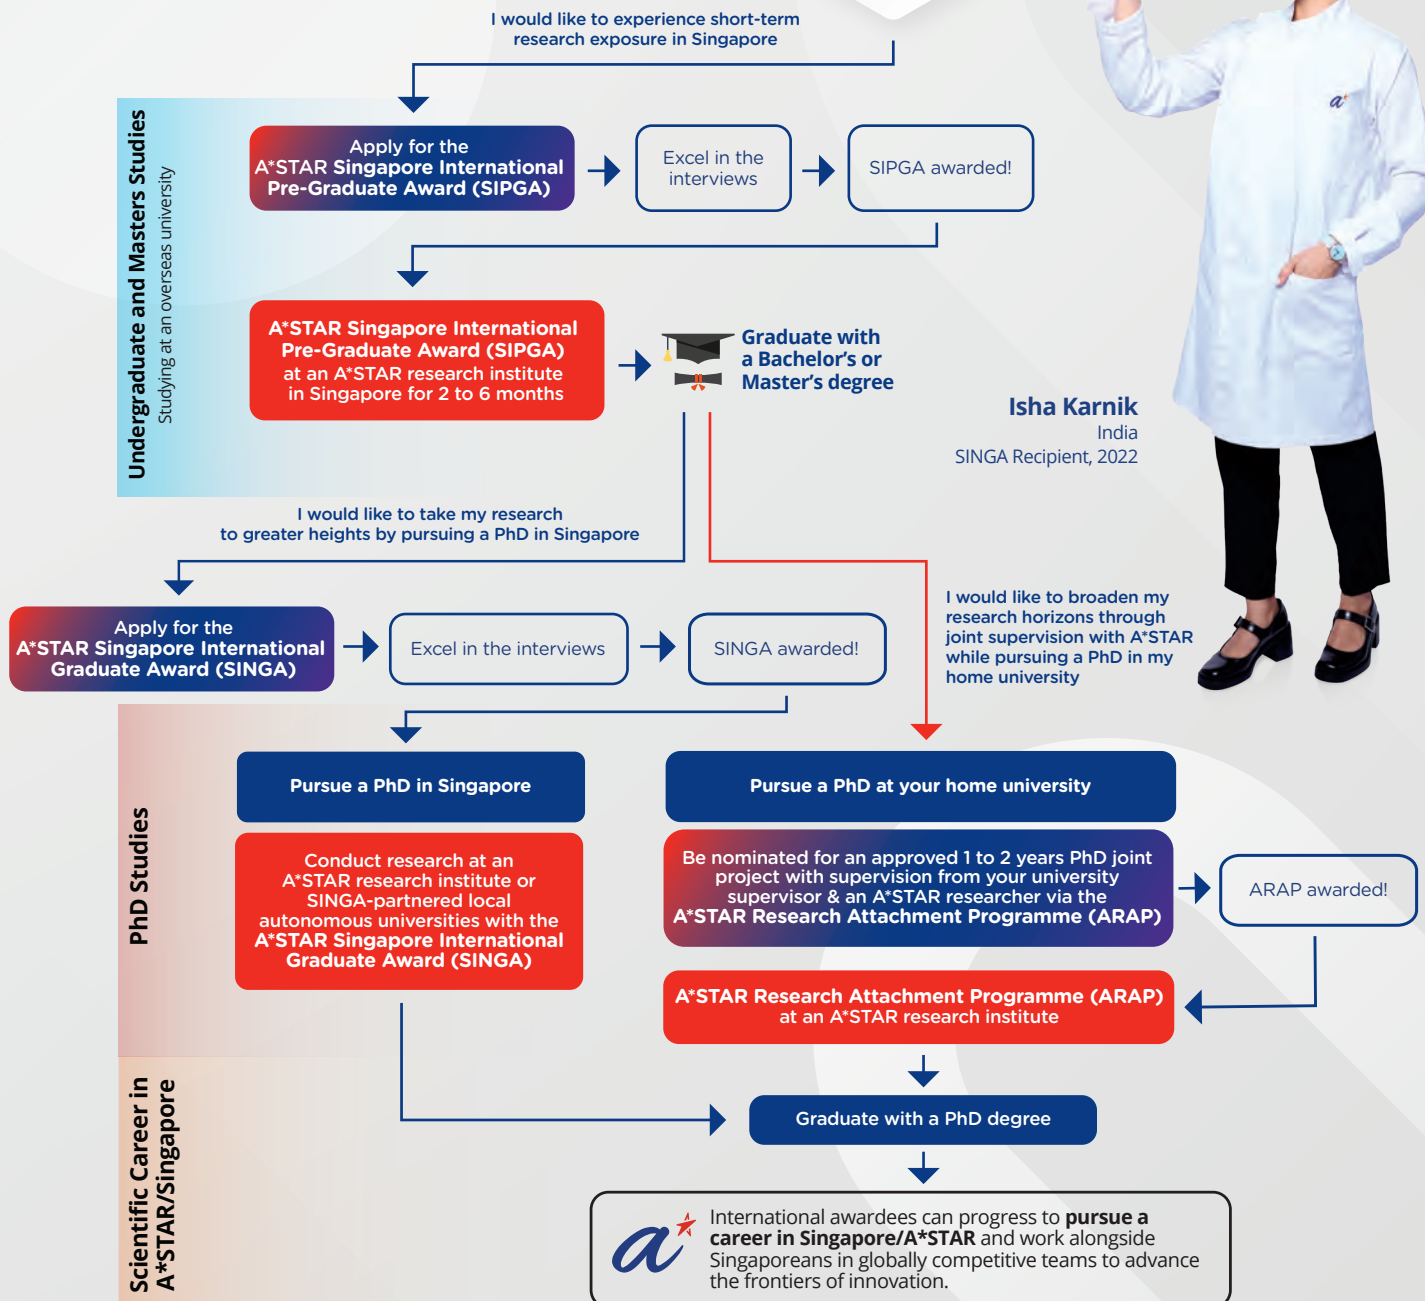 I would like to experience short-term
research exposure in Singapore
Undergraduate and Masters Studies
Studying at an overseas university
Apply for the
A*STAR Singapore International
Pre-Graduate Award (SIPGA)
Excel in the
interviews
SIPGA awarded!
A*STAR Singapore International
Pre-Graduate Award (SIPGA)
at an A*STAR research institute
in Singapore for 2 to 6 months
Graduate with
a Bachelor's or
Master's degree
a*
Isha Karnik
India
SINGA Recipient, 2022
I would like to take my research
to greater heights by pursuing a PhD in Singapore
Apply for the
A*STAR Singapore International
Graduate Award (SINGA)
Excel in the interviews
SINGA awarded!
I would like to broaden my
research horizons through
joint supervision with A*STAR
while pursuing a PhD in my
home university
PhD Studies
Pursue a PhD in Singapore
Conduct research at an
A*STAR research institute or
SINGA-partnered local
autonomous universities with the
A*STAR Singapore International
Graduate Award (SINGA)
Pursue a PhD at your home university
Be nominated for an approved 1 to 2 years PhD joint
project with supervision from your university
supervisor & an A*STAR researcher via the
A*STAR Research Attachment Programme (ARAP)
ARAP awarded!
A*STAR Research Attachment Programme (ARAP)
at an A*STAR research institute
Scientific Career in
A*STAR/Singapore
Graduate with a PhD degree
a*
International awardees can progress to pursue a
career in Singapore/A*STAR and work alongside
Singaporeans in globally competitive teams to advance
the frontiers of innovation.